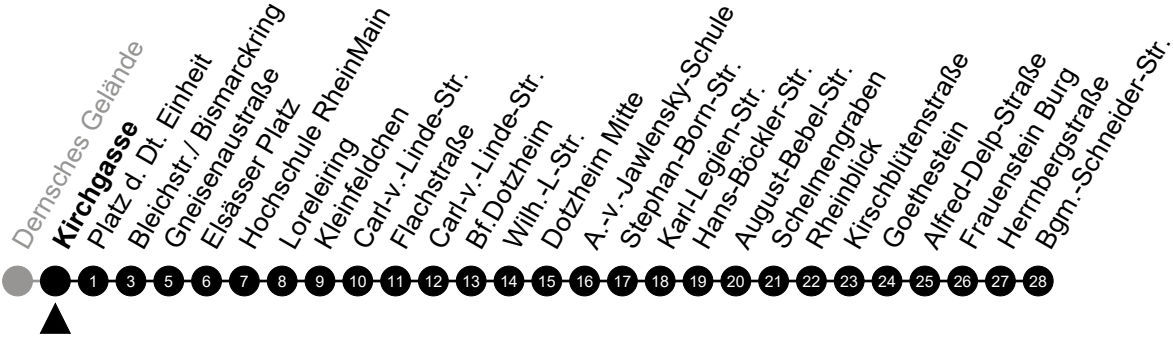 Dernsches Gelände
Kirchgasse
Platz d. Dt. Einheit
Bleichstr./ Bismarckring
Gneisenaustraße
Elsässer Platz
Hochschule RheinMain
Loreleiring
Kleinfeldchen
Carl-v.-Linde-Str.
Flachstraße
Carl-v.-Linde-Str.
Bf.Dotzheim
Wilh.-L-Str.
Dotzheim Mitte
A.-v.-Jawlensky-Schule
Stephan-Born-Str.
Karl-Legien-Str.
Hans-Böckler-Str.
August-Bebel-Str.
Schelmengraben
Rheinblick
Kirschblütenstraße
Goethestein
Alfred-Delp-Straße
Frauenstein Burg
Herrnbergstraße
Bgm.-Schneider-Str.
1 3 5 6 7 8 9 10 11 12 13 14 15 16 17 18 19 20 21 22 23 24 25 26 27 28